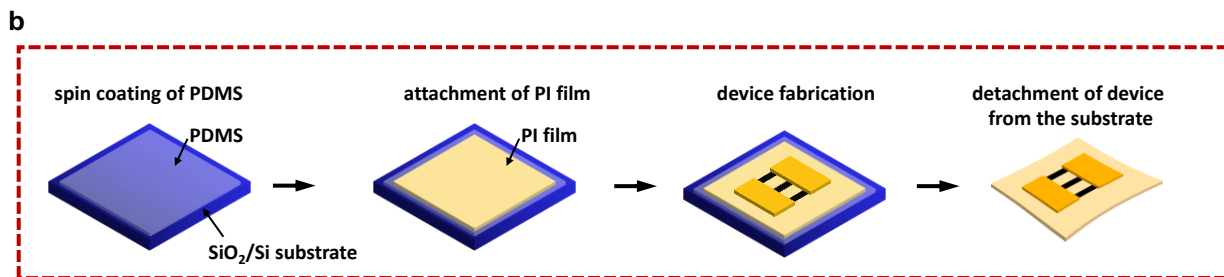 b
spin coating of PDMS
PDMS
SiO₂/Si substrate
attachment of PI film
PI film
device fabrication
detachment of device
from the substrate